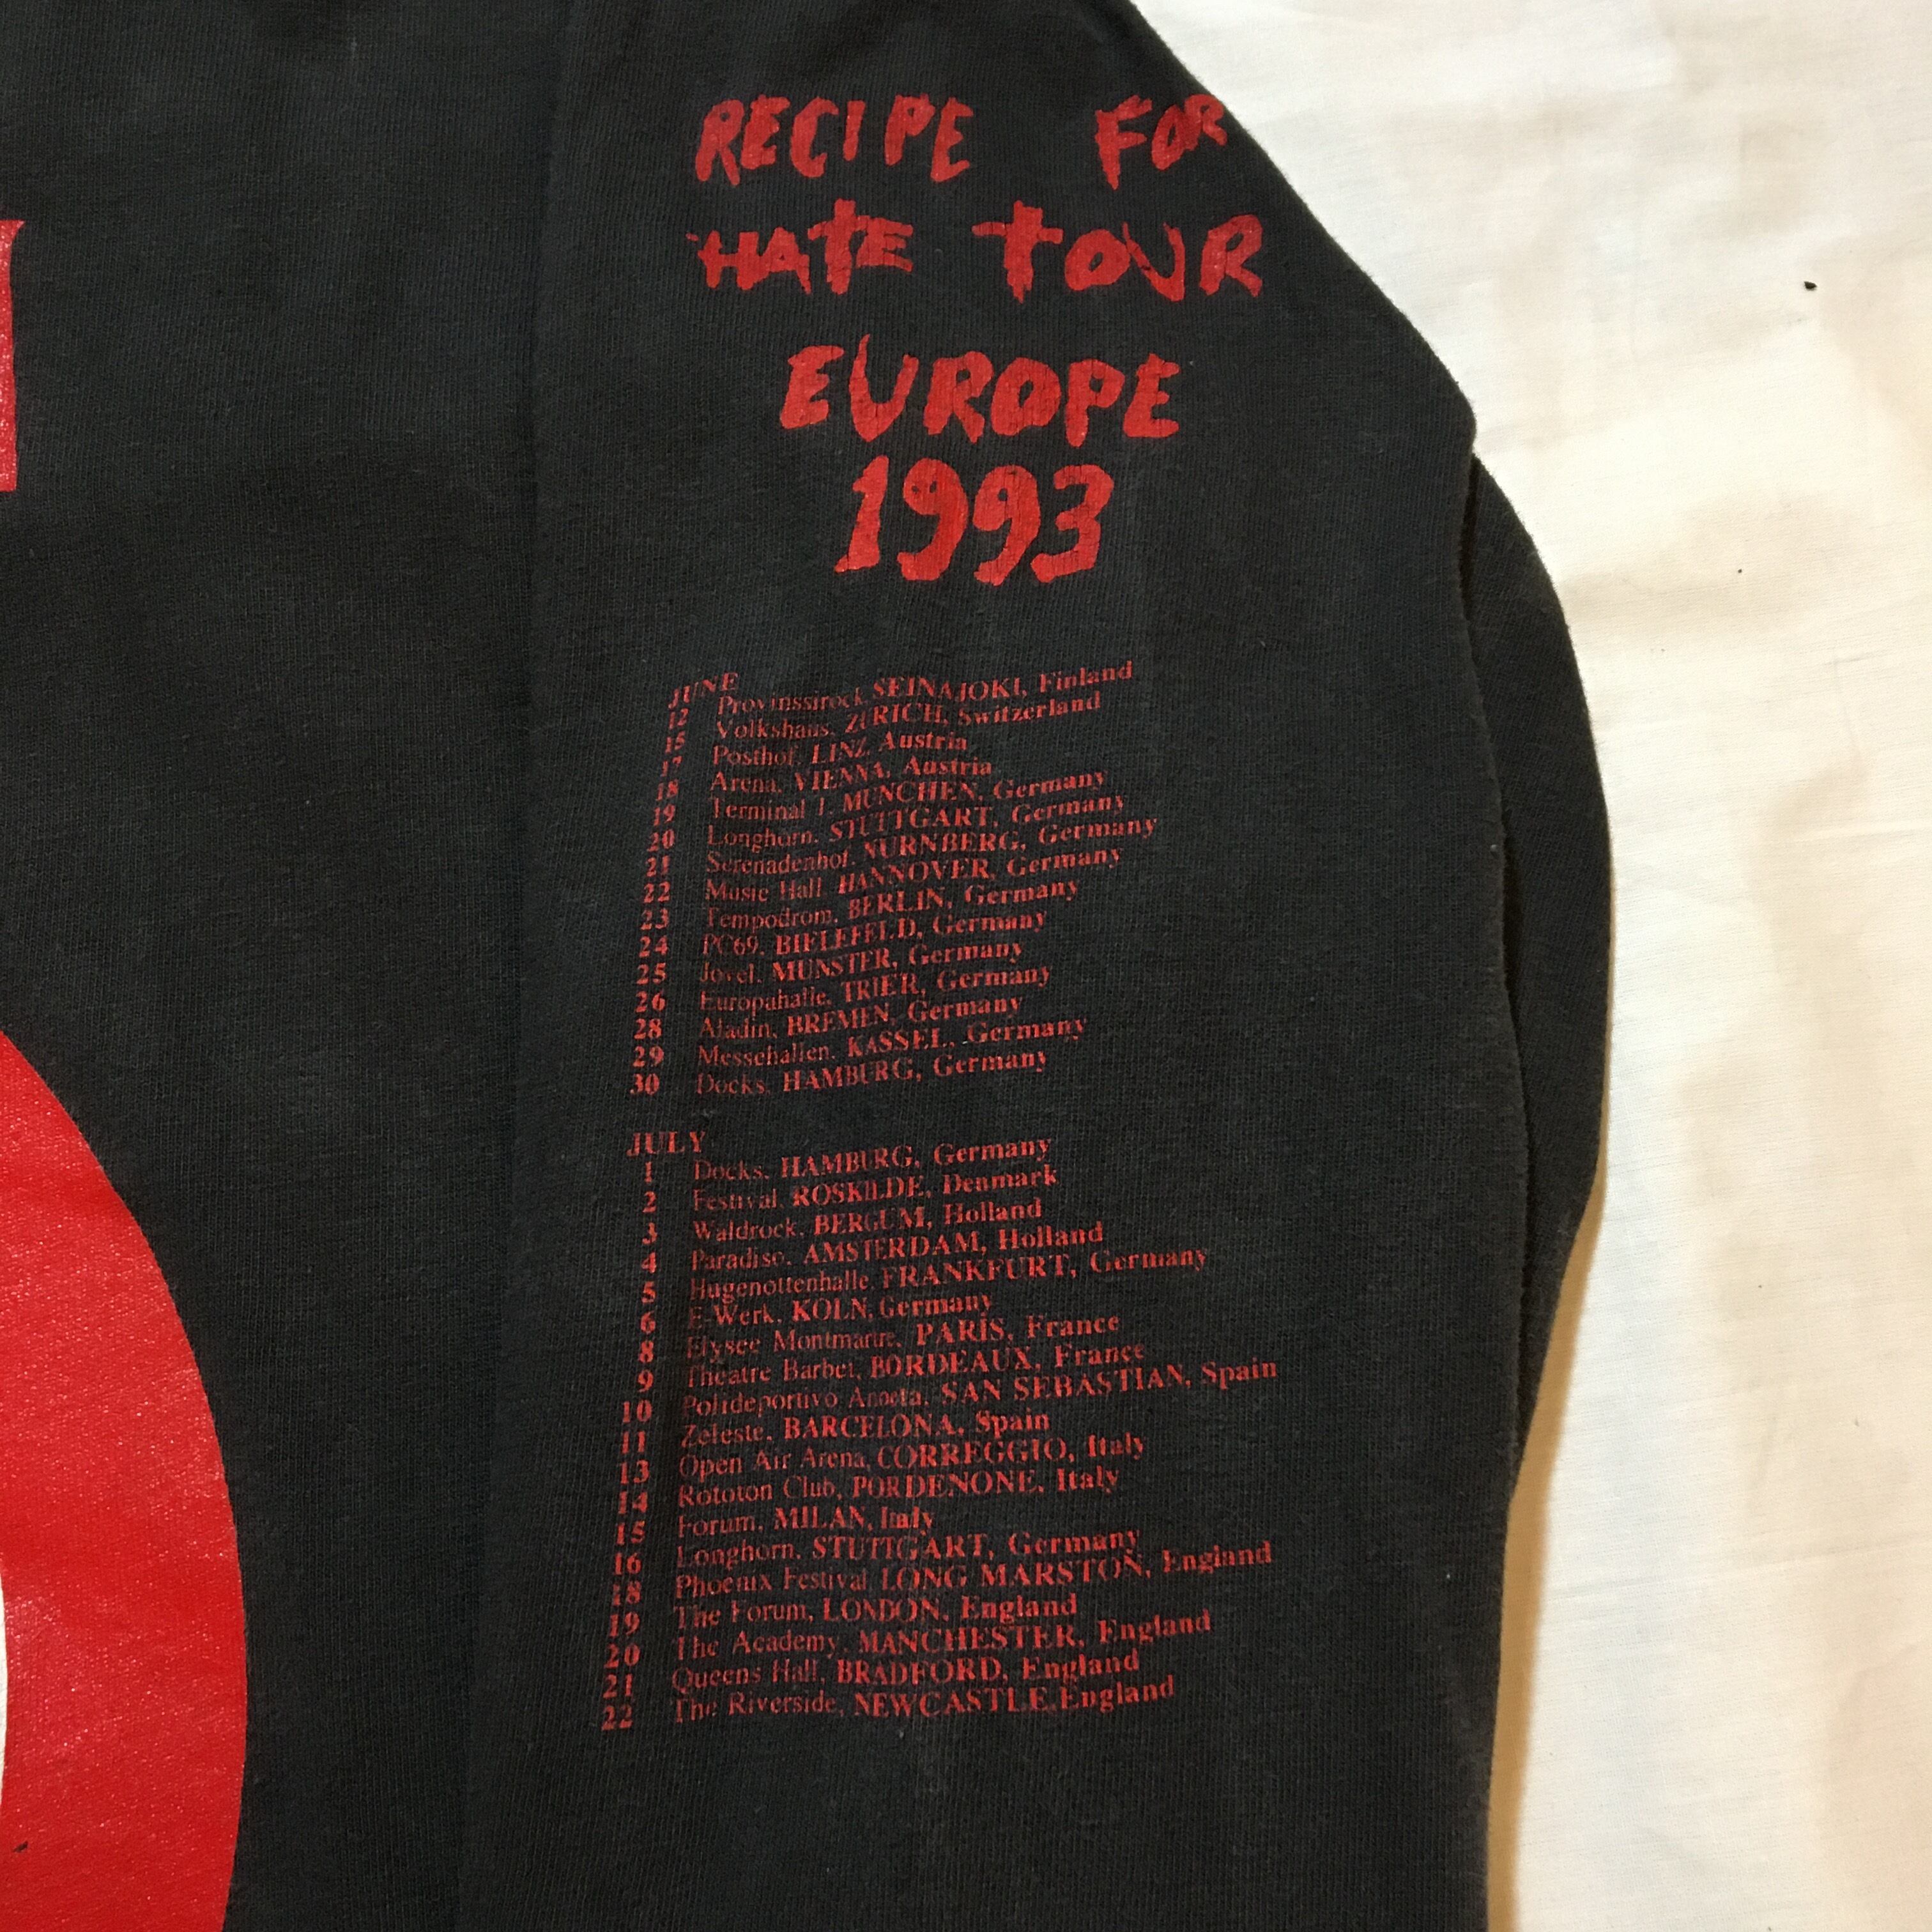 RECIPE FOR
HATE TOUR
EUROPE
1993
JUNE
12 Provinssirock, SEINAJOKI, Finland
15 Volkshaus, ZURICH, Switzerland
17 Posthof, LINZ, Austria
18 Arena, VIENNA, Austria
19 Terminal 1, MUNCHEN, Germany
20 Longhorn, STUTTGART, Germany
21 Serenadenhof, NURNBERG, Germany
22 Music Hall, HANNOVER, Germany
23 Tempodrom, BERLIN, Germany
24 PC69, BIELEFELD, Germany
25 Jovel, MUNSTER, Germany
26 Europahalle, TRIER, Germany
28 Aladin, BREMEN, Germany
29 Messehallen, KASSEL, Germany
30 Docks, HAMBURG, Germany
JULY
1 Docks, HAMBURG, Germany
2 Festival, ROSKILDE, Denmark
3 Waldrock, BERGUM, Holland
4 Paradiso, AMSTERDAM, Holland
5 Hugenottenhalle, FRANKFURT, Germany
6 E-Werk, KOLN, Germany
8 Elysee Montmartre, PARIS, France
9 Theatre Barbet, BORDEAUX, France
10 Polideportivo Anoeta, SAN SEBASTIAN, Spain
11 Zeleste, BARCELONA, Spain
13 Open Air Arena, CORREGGIO, Italy
14 Rototon Club, PORDENONE, Italy
15 Forum, MILAN, Italy
16 Longhorn, STUTTGART, Germany
18 Phoenix Festival, LONG MARSTON, England
19 The Forum, LONDON, England
20 The Academy, MANCHESTER, England
21 Queens Hall, BRADFORD, England
22 The Riverside, NEWCASTLE, England